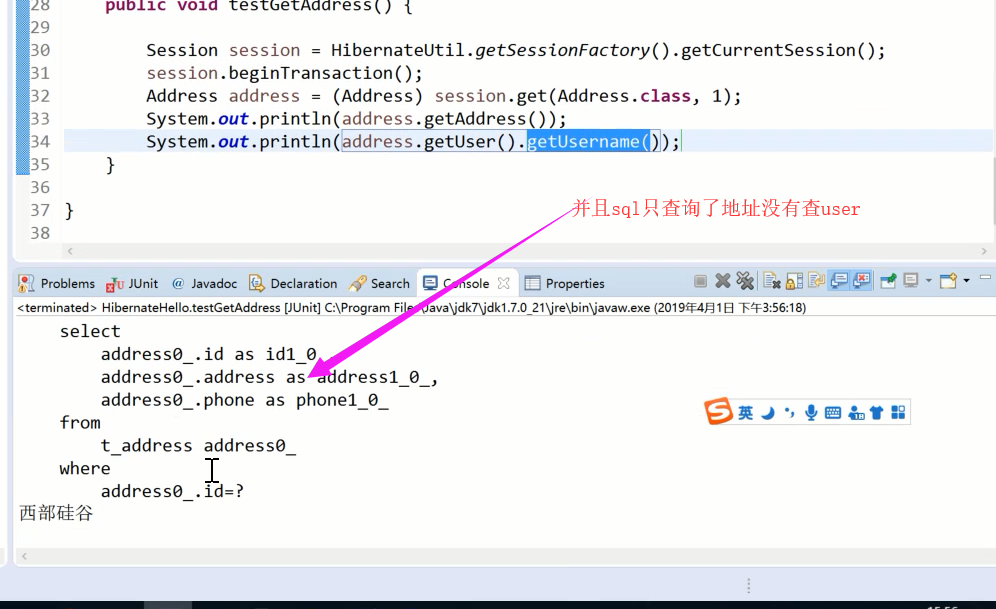 28 public void testGetAddress() {
29
30 Session session = HibernateUtil.getSessionFactory().getCurrentSession();
31 session.beginTransaction();
32 Address address = (Address) session.get(Address.class, 1);
33 System.out.println(address.getAddress());
34 System.out.println(address.getUser().getUsername());
35 }
36
37 }
38
并且sql只查询了地址没有查user
Problems JUnit @ Javadoc Declaration Search Console Properties
<terminated> HibernateHello.testGetAddress [JUnit] C:\Program Files\Java\jdk7\jdk1.7.0_21\jre\bin\javaw.exe (2019年4月1日 下午3:56:18)
select
address0_.id as id1_0_,
address0_.address as address1_0_,
address0_.phone as phone1_0_
from
t_address address0_
where
address0_.id=?
西部硅谷
S 英